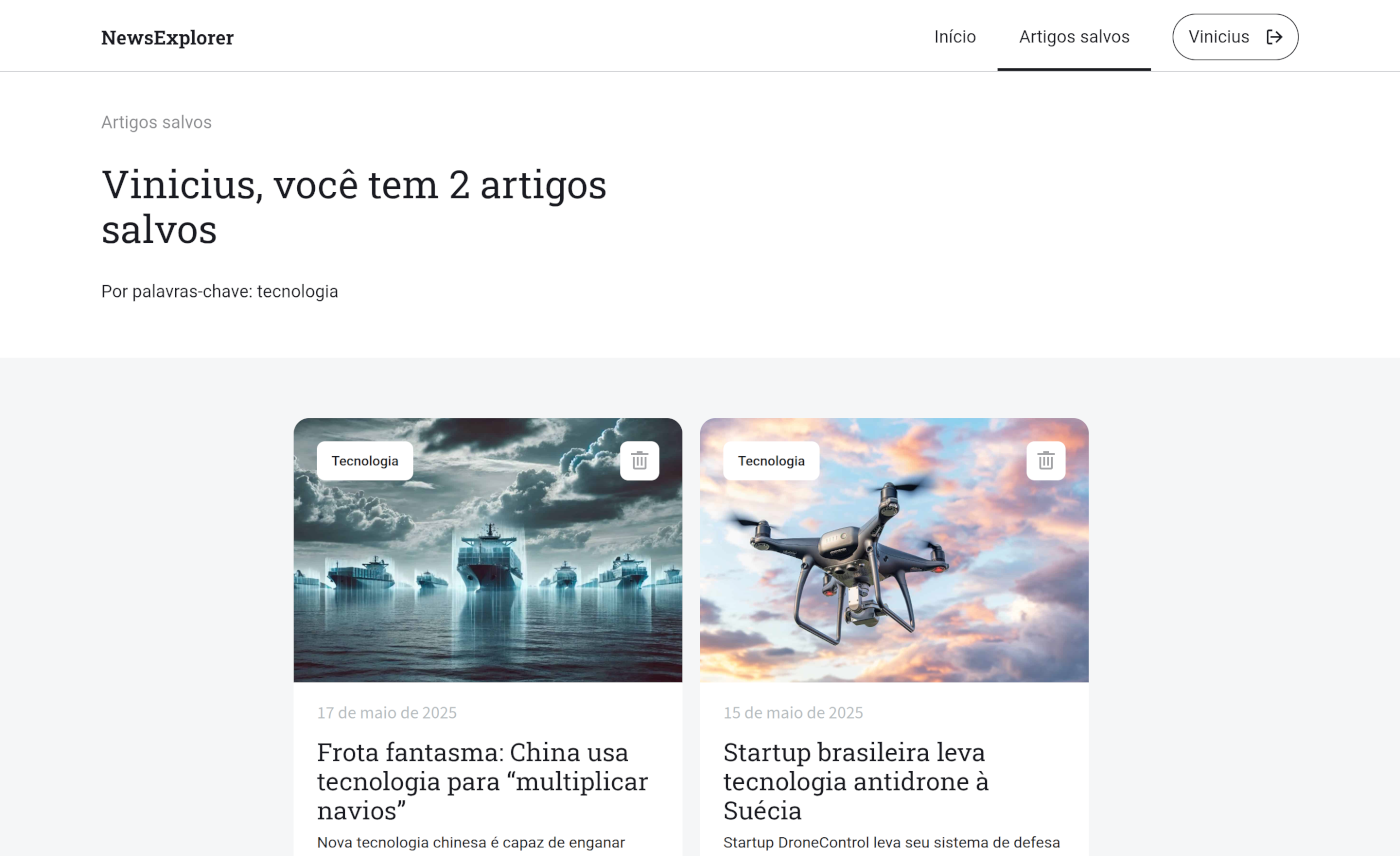 NewsExplorer
Início
Artigos salvos
Vinicius
Artigos salvos
Vinicius, você tem 2 artigos
salvos
Por palavras-chave: tecnologia
Tecnologia
17 de maio de 2025
Frota fantasma: China usa
tecnologia para “multiplicar
navios”
Nova tecnologia chinesa é capaz de enganar
Tecnologia
15 de maio de 2025
Startup brasileira leva
tecnologia antidrone à
Suécia
Startup DroneControl leva seu sistema de defesa